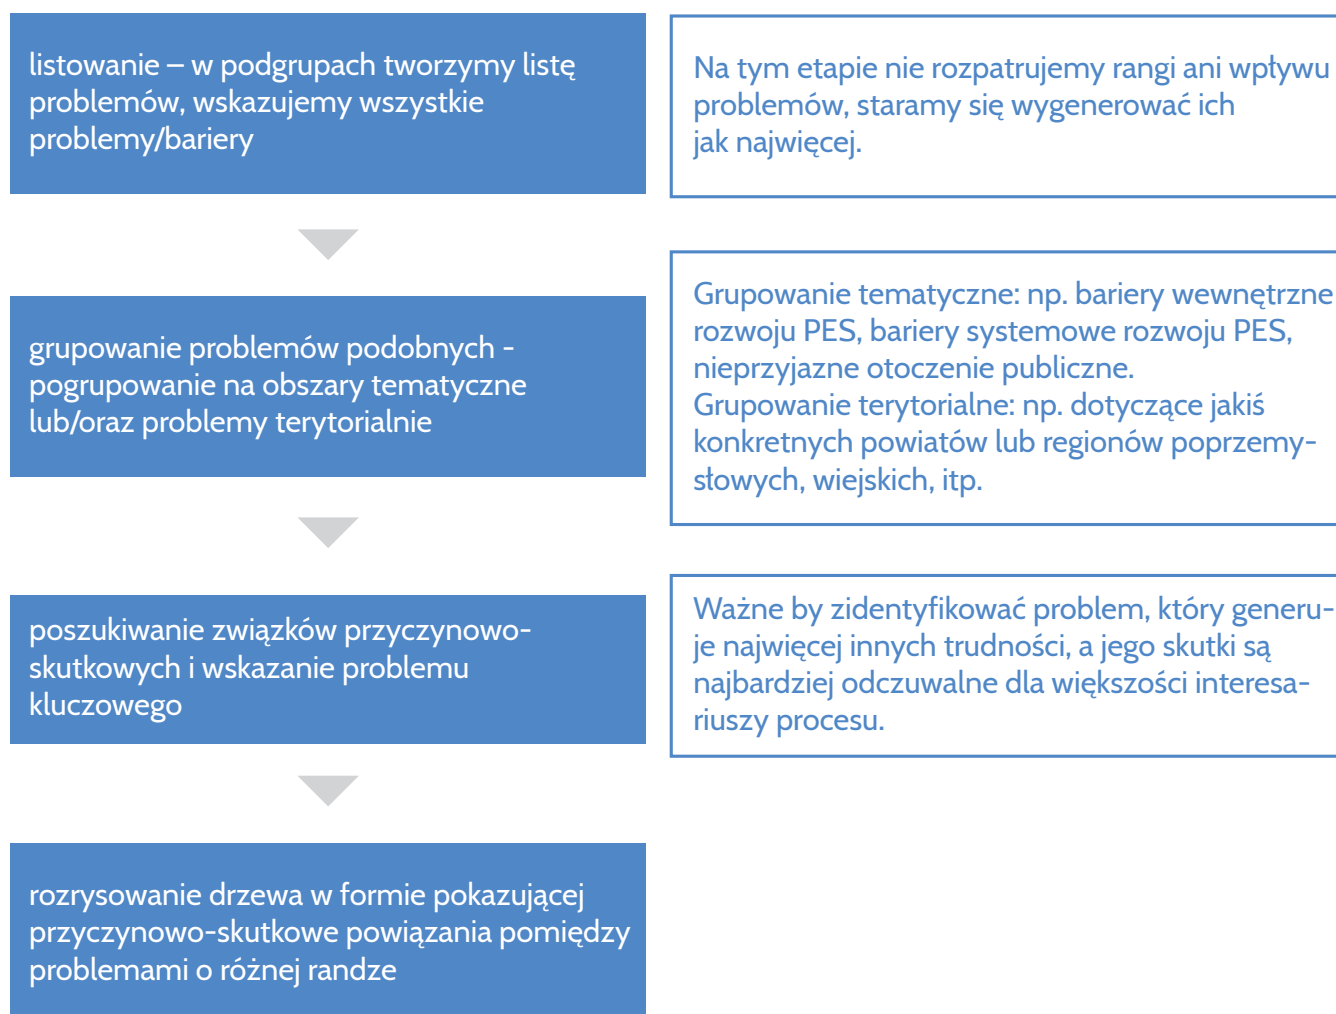 listowanie – w podgrupach tworzymy listę
problemów, wskazujemy wszystkie
problemy/bariery
Na tym etapie nie rozpatrujemy rangi ani wpływu
problemów, staramy się wygenerować ich
jak najwięcej.
grupowanie problemów podobnych -
pogrupowanie na obszary tematyczne
lub/oraz problemy terytorialnie
Grupowanie tematyczne: np. bariery wewnętrzne
rozwoju PES, bariery systemowe rozwoju PES,
nieprzyjazne otoczenie publiczne.
Grupowanie terytorialne: np. dotyczące jakiś
konkretnych powiatów lub regionów poprzemy-
słowych, wiejskich, itp.
poszukiwanie związków przyczynowo-
skutkowych i wskazanie problemu
kluczowego
Ważne by zidentyfikować problem, który generu-
je najwięcej innych trudności, a jego skutki są
najbardziej odczuwalne dla większości interesa-
riuszy procesu.
rozrysowanie drzewa w formie pokazującej
przyczynowo-skutkowe powiązania pomiędzy
problemami o różnej randze